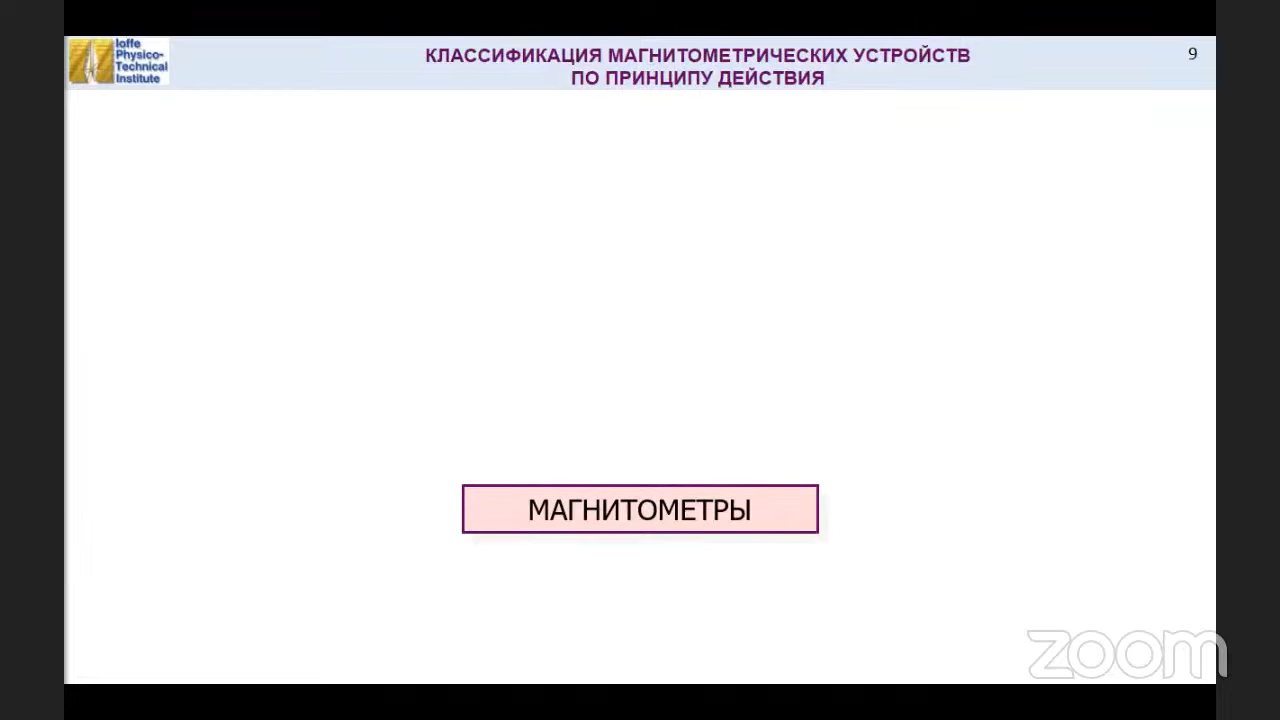 Ioffe
Physico-
Technical
Institute
КЛАССИФИКАЦИЯ МАГНИТОМЕТРИЧЕСКИХ УСТРОЙСТВ
ПО ПРИНЦИПУ ДЕЙСТВИЯ
9
МАГНИТОМЕТРЫ
zoom